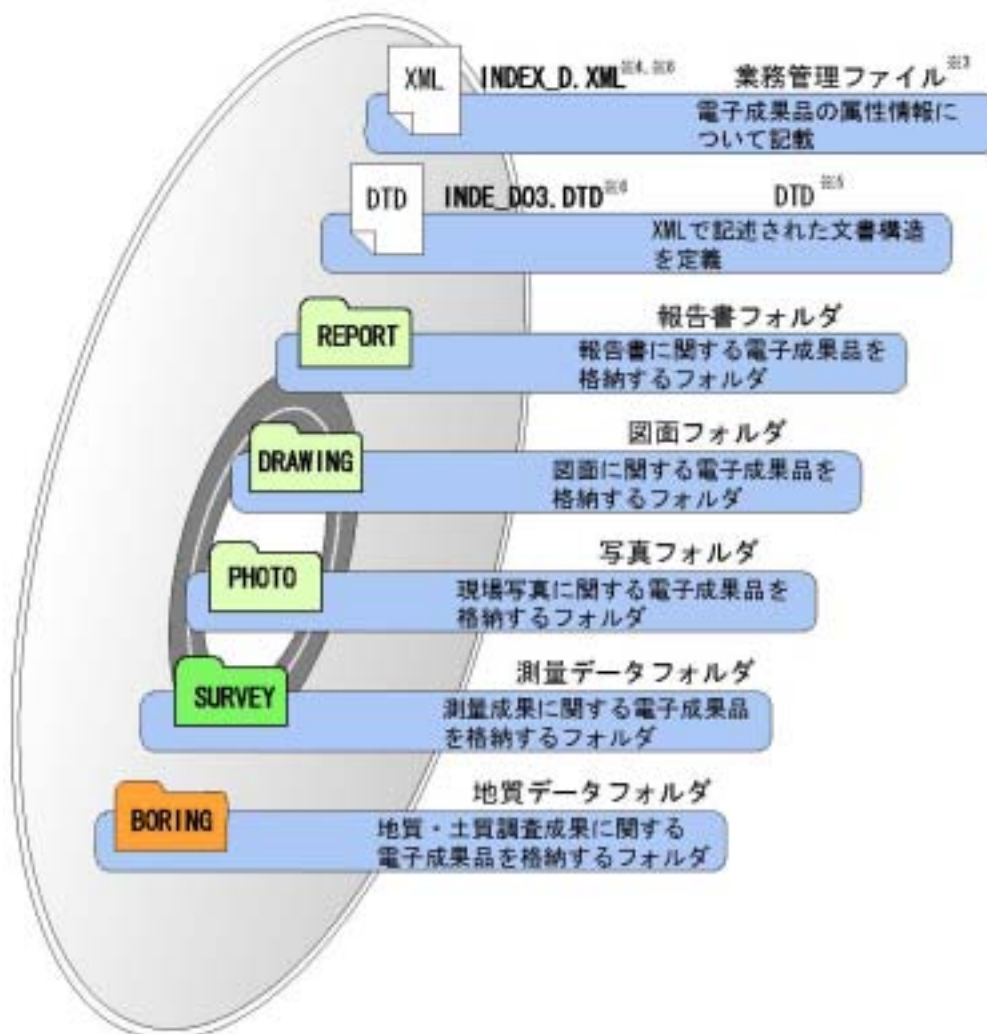 XML INDEX_D.XML※4,※6 業務管理ファイル※3
電子成果品の属性情報に
ついて記載
DTD INDE_D03.DTD※6 DTD※5
XMLで記述された文書構造
を定義
REPORT 報告書フォルダ
報告書に関する電子成果品を
格納するフォルダ
DRAWING 図面フォルダ
図面に関する電子成果品を
格納するフォルダ
PHOTO 写真フォルダ
現場写真に関する電子成果品を
格納するフォルダ
SURVEY 測量データフォルダ
測量成果に関する電子成果品
を格納するフォルダ
BORING 地質データフォルダ
地質・土質調査成果に関する
電子成果品を格納するフォルダ